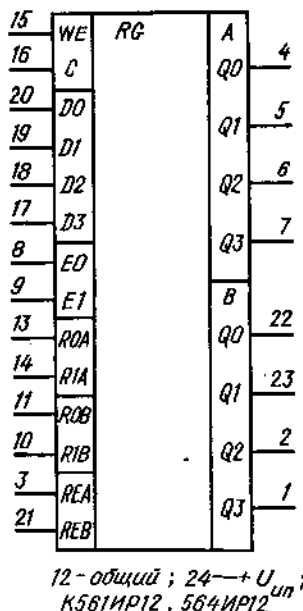 15 WE RG A
16 C Q0 4
20 D0
19 D1 Q1 5
18 D2 Q2 6
17 D3 Q3 7
8 E0
9 E1 B
13 R0A Q0 22
14 R1A
11 R0B Q1 23
10 R1B Q2 2
3 REA
21 REB Q3 1
12-общий ; 24—+ Uип ;
К561ИР12, 564ИР12